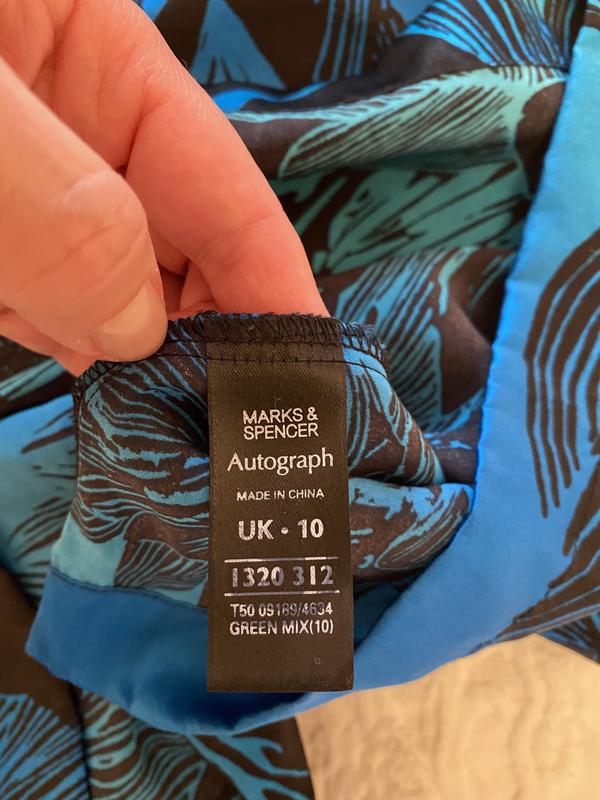 MARKS &
SPENCER
Autograph
MADE IN CHINA
UK • 10
1320 312
T50 09189/4634
GREEN MIX(10)